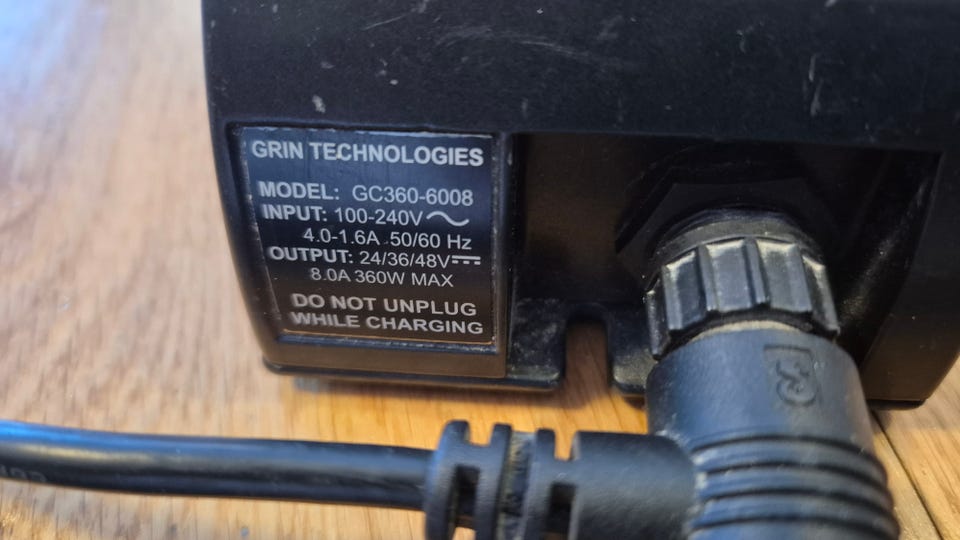 GRIN TECHNOLOGIES
MODEL: GC360-6008
INPUT: 100-240V
4.0-1.6A 50/60 Hz
OUTPUT: 24/36/48V
8.0A 360W MAX
DO NOT UNPLUG
WHILE CHARGING